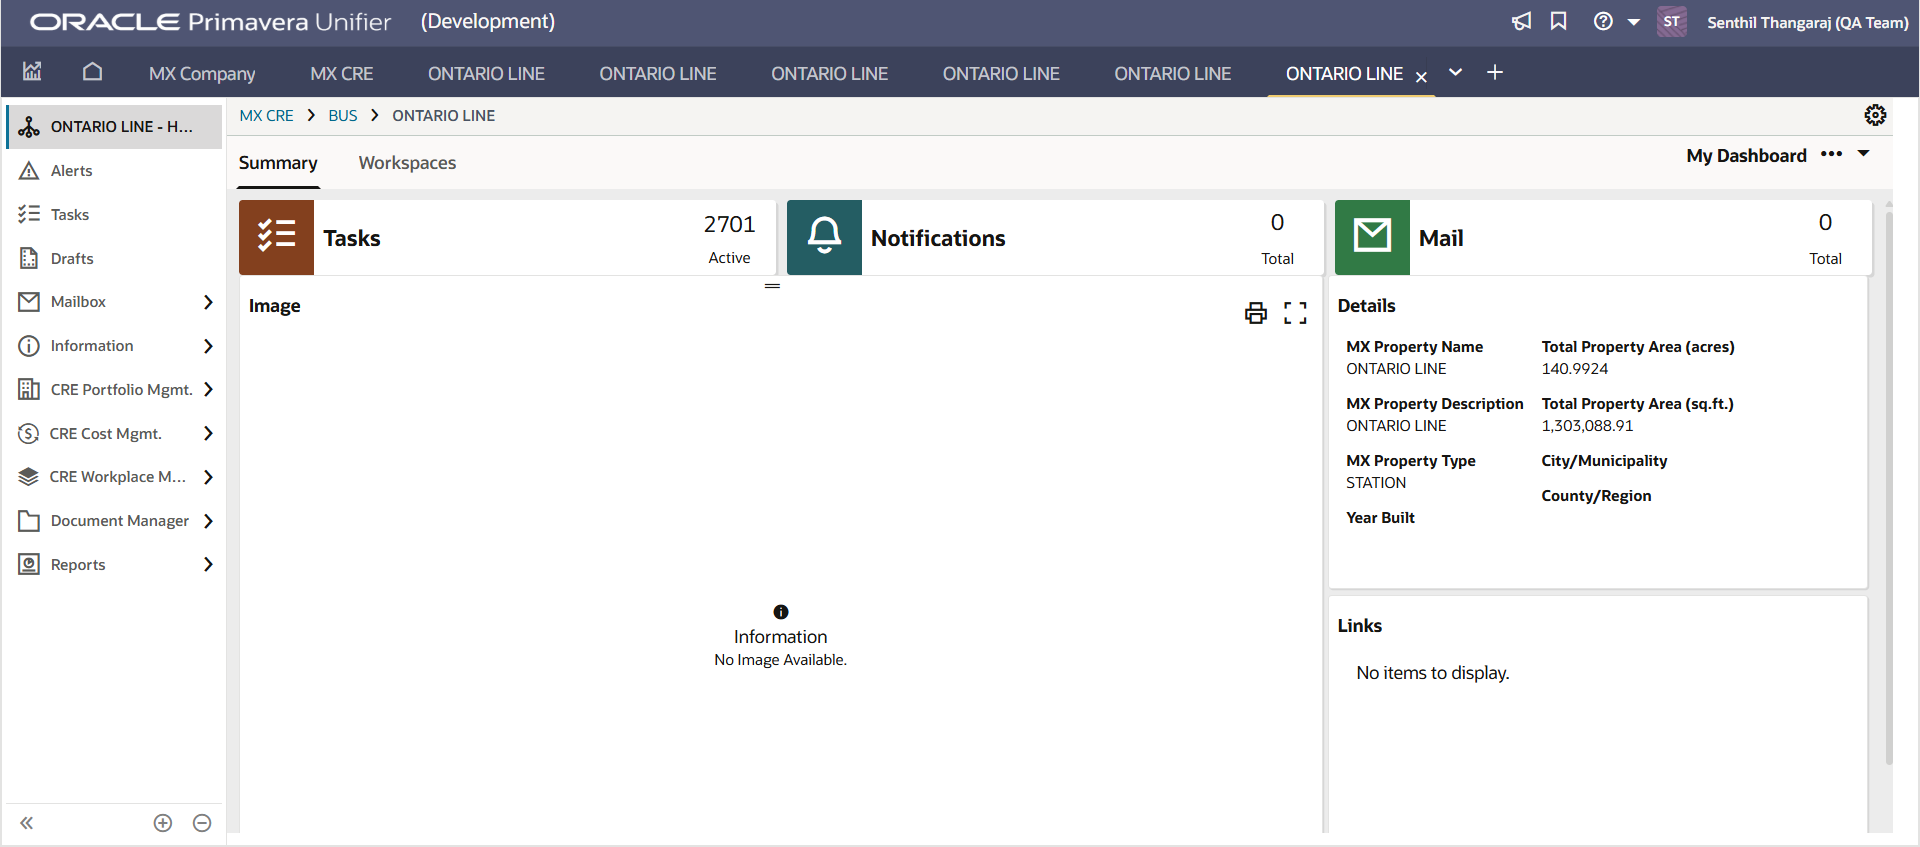 ORACLE Primavera Unifier (Development)
ST Senthil Thangaraj (QA Team)
MX Company MX CRE ONTARIO LINE ONTARIO LINE ONTARIO LINE ONTARIO LINE ONTARIO LINE ONTARIO LINE
ONTARIO LINE - H...
Alerts
Tasks
Drafts
Mailbox
Information
CRE Portfolio Mgmt.
CRE Cost Mgmt.
CRE Workplace M...
Document Manager
Reports
MX CRE > BUS > ONTARIO LINE
Summary Workspaces
My Dashboard
Tasks
2701
Active
Notifications
0
Total
Mail
0
Total
Image
Information
No Image Available.
Details
MX Property Name
ONTARIO LINE
MX Property Description
ONTARIO LINE
MX Property Type
STATION
Year Built
Total Property Area (acres)
140.9924
Total Property Area (sq.ft.)
1,303,088.91
City/Municipality
County/Region
Links
No items to display.